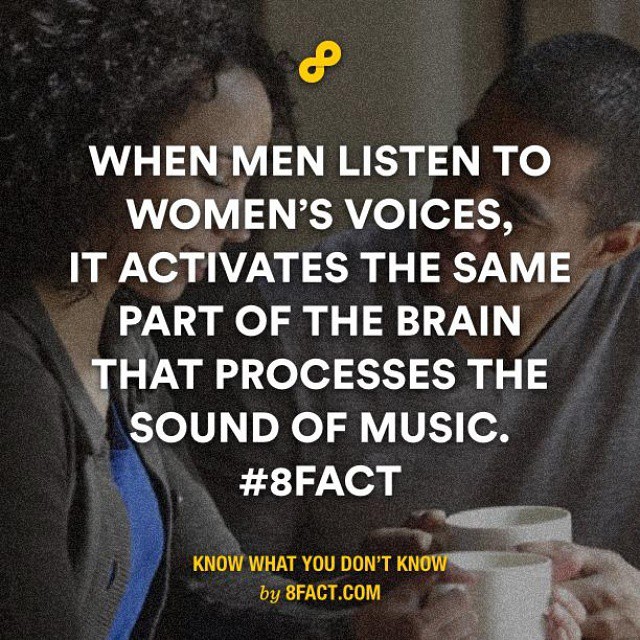 WHEN MEN LISTEN TO
WOMEN'S VOICES,
IT ACTIVATES THE SAME
PART OF THE BRAIN
THAT PROCESSES THE
SOUND OF MUSIC.
#8FACT
KNOW WHAT YOU DON'T KNOW
by 8FACT.COM